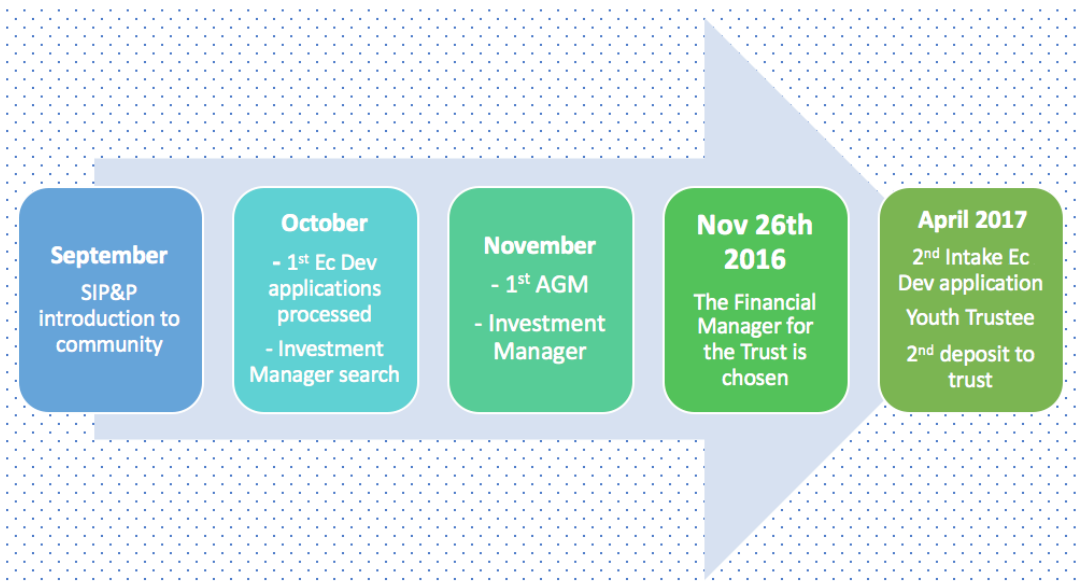 September
SIP&P
introduction to
community
October
- 1st Ec Dev
applications
processed
- Investment
Manager search
November
- 1st AGM
- Investment
Manager
Nov 26th
2016
The Financial
Manager for
the Trust is
chosen
April 2017
2nd Intake Ec
Dev application
Youth Trustee
2nd deposit to
trust